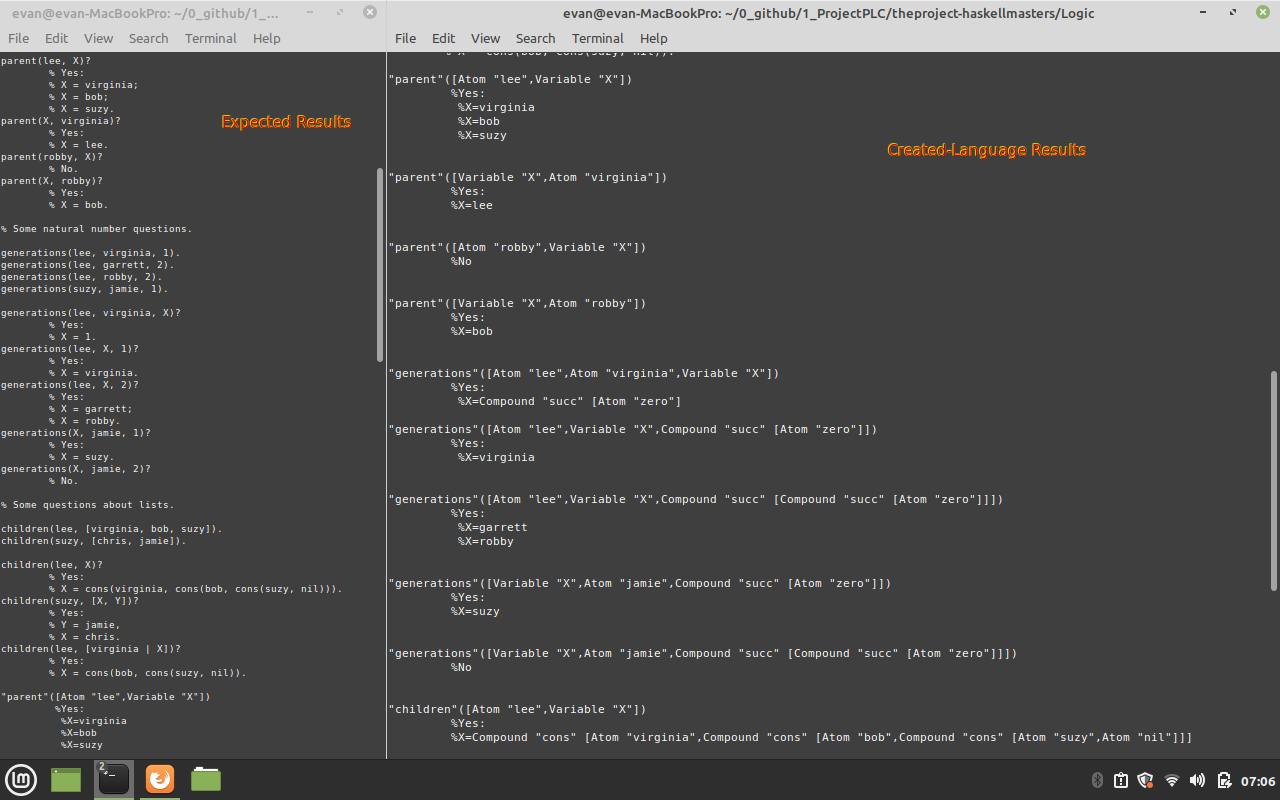 evan@evan-MacBookPro: ~/0_github/1_...
File Edit View Search Terminal Help
parent(lee, X)?
% Yes:
% X = virginia;
% X = bob;
% X = suzy.
parent(X, virginia)?
% Yes:
% X = lee.
parent(robby, X)?
% No.
parent(X, robby)?
% Yes:
% X = bob.
% Some natural number questions.
generations(lee, virginia, 1).
generations(lee, garrett, 2).
generations(lee, robby, 2).
generations(suzy, jamie, 1).
generations(lee, virginia, X)?
% Yes:
% X = 1.
generations(lee, X, 1)?
% Yes:
% X = virginia.
generations(lee, X, 2)?
% Yes:
% X = garrett;
% X = robby.
generations(X, jamie, 1)?
% Yes:
% X = suzy.
generations(X, jamie, 2)?
% No.
% Some questions about lists.
children(lee, [virginia, bob, suzy]).
children(suzy, [chris, jamie]).
children(lee, X)?
% Yes:
% X = cons(virginia, cons(bob, cons(suzy, nil))).
children(suzy, [X, Y])?
% Yes:
% Y = jamie,
% X = chris.
children(lee, [virginia | X])?
% Yes:
% X = cons(bob, cons(suzy, nil)).
"parent"([Atom "lee",Variable "X"])
%Yes:
%X=virginia
%X=bob
%X=suzy
Expected Results
evan@evan-MacBookPro: ~/0_github/1_ProjectPLC/theproject-haskellmasters/Logic
File Edit View Search Terminal Help
% X = cons(bob, cons(suzy, nil)).
"parent"([Atom "lee",Variable "X"])
%Yes:
%X=virginia
%X=bob
%X=suzy
Created-Language Results
"parent"([Variable "X",Atom "virginia"])
%Yes:
%X=lee
"parent"([Atom "robby",Variable "X"])
%No
"parent"([Variable "X",Atom "robby"])
%Yes:
%X=bob
"generations"([Atom "lee",Atom "virginia",Variable "X"])
%Yes:
%X=Compound "succ" [Atom "zero"]
"generations"([Atom "lee",Variable "X",Compound "succ" [Atom "zero"]])
%Yes:
%X=virginia
"generations"([Atom "lee",Variable "X",Compound "succ" [Compound "succ" [Atom "zero"]]])
%Yes:
%X=garrett
%X=robby
"generations"([Variable "X",Atom "jamie",Compound "succ" [Atom "zero"]])
%Yes:
%X=suzy
"generations"([Variable "X",Atom "jamie",Compound "succ" [Compound "succ" [Atom "zero"]]])
%No
"children"([Atom "lee",Variable "X"])
%Yes:
%X=Compound "cons" [Atom "virginia",Compound "cons" [Atom "bob",Compound "cons" [Atom "suzy",Atom "nil"]]]
2
07:06